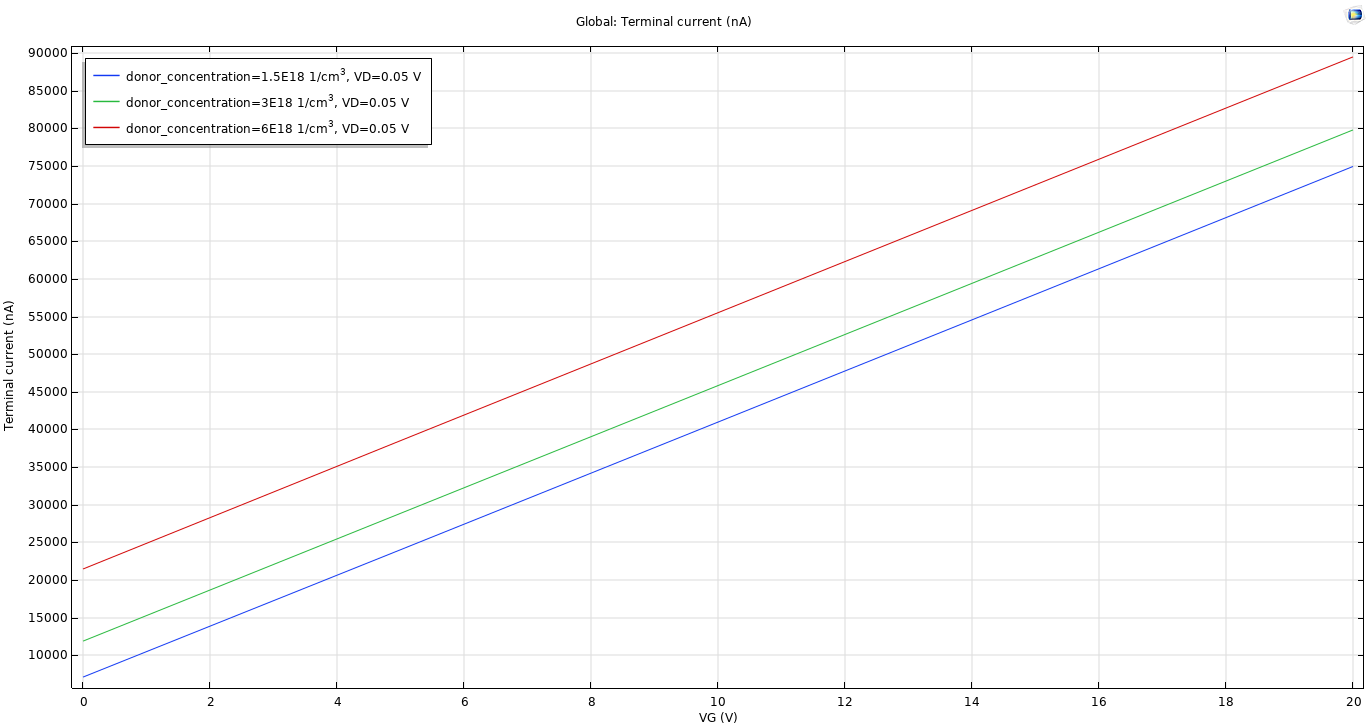 Global: Terminal current (nA)
90000
85000
80000
75000
70000
65000
60000
55000
50000
45000
40000
35000
30000
25000
20000
15000
10000
donor_concentration=1.5E18 1/cm³, VD=0.05 V
donor_concentration=3E18 1/cm³, VD=0.05 V
donor_concentration=6E18 1/cm³, VD=0.05 V
Terminal current (nA)
0 2 4 6 8 10 12 14 16 18 20
VG (V)